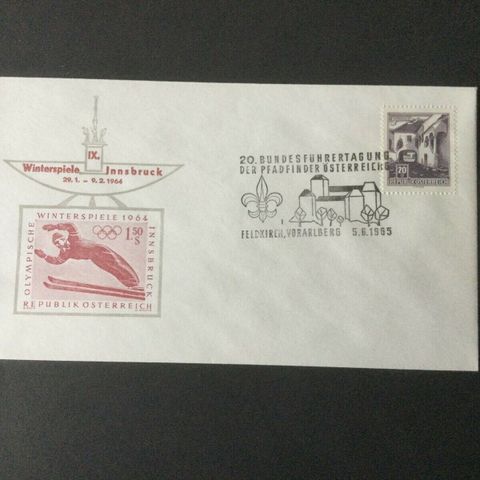 IX.
Winterspiele Innsbruck
29.1. – 9.2.1964
WINTERSPIELE 1964
OLYMPISCHE
INNSBRUCK
1.50
S
REPUBLIK ÖSTERREICH
20. BUNDESFÜHRERTAGUNG
DER PFADFINDER ÖSTERREICHS
FELDKIRCH, VORARLBERG 5.6.1965
20
REPUBLIK ÖSTERREICH